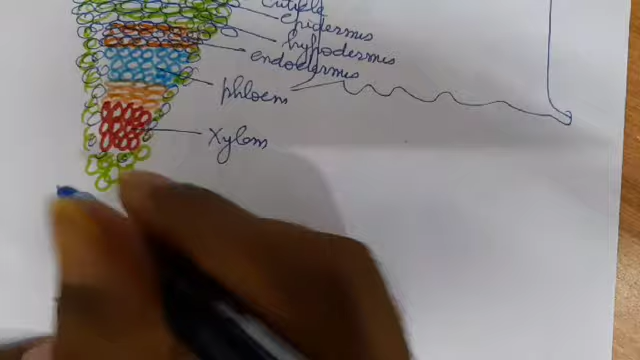 Cuticle
epidermis
hypodermis
endodermis
phloem
xylem